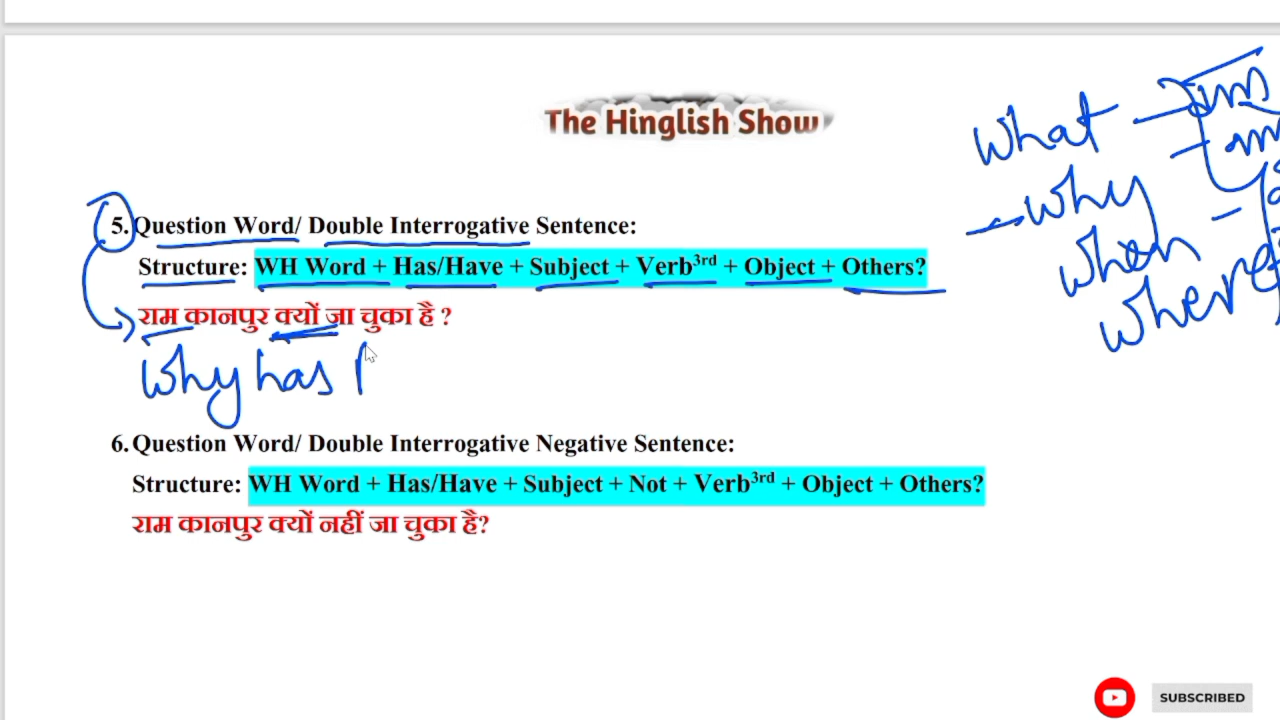 The Hinglish Show
what
why
when
where
5. Question Word/ Double Interrogative Sentence:
Structure: WH Word + Has/Have + Subject + Verb3rd + Object + Others?
राम कानपुर क्यों जा चुका है ?
why has
6. Question Word/ Double Interrogative Negative Sentence:
Structure: WH Word + Has/Have + Subject + Not + Verb3rd + Object + Others?
राम कानपुर क्यों नहीं जा चुका है?
SUBSCRIBED